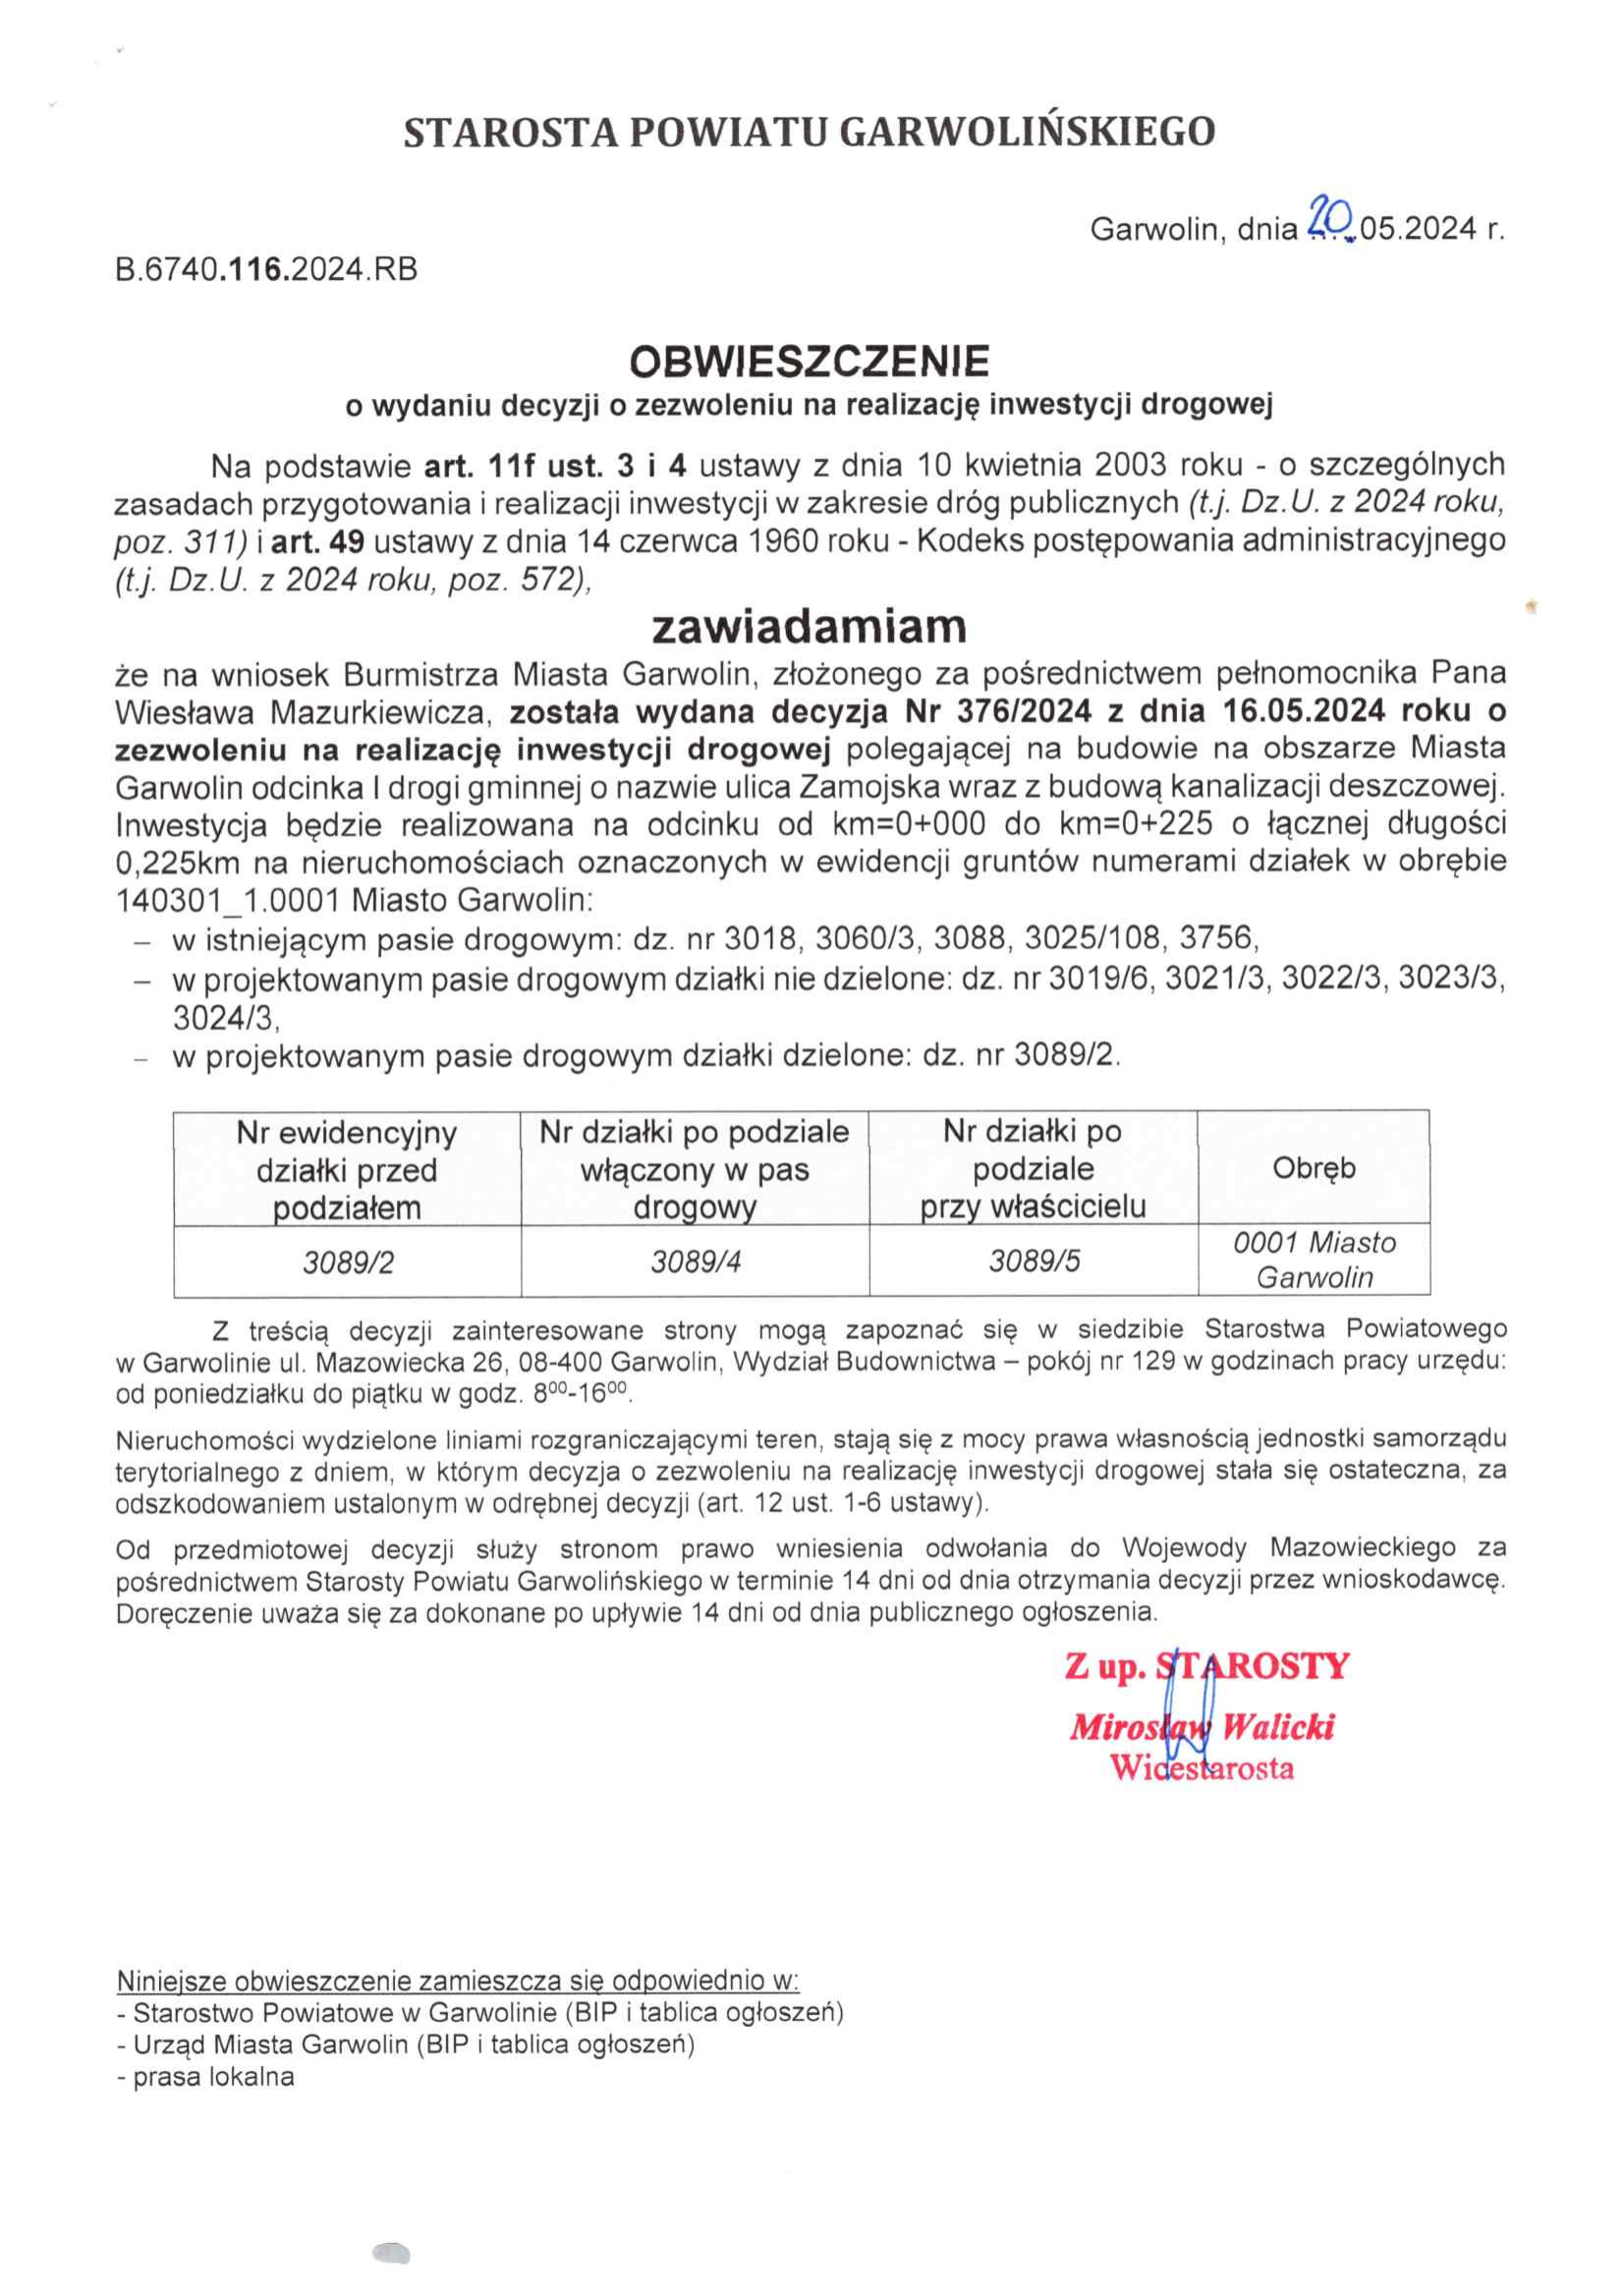 STAROSTA POWIATU GARWOLIŃSKIEGO
Garwolin, dnia 20.05.2024 r.
B.6740.116.2024.RB
OBWIESZCZENIE
o wydaniu decyzji o zezwoleniu na realizację inwestycji drogowej
Na podstawie art. 11f ust. 3 i 4 ustawy z dnia 10 kwietnia 2003 roku - o szczególnych
zasadach przygotowania i realizacji inwestycji w zakresie dróg publicznych (t.j. Dz.U. z 2024 roku,
poz. 311) i art. 49 ustawy z dnia 14 czerwca 1960 roku - Kodeks postępowania administracyjnego
(t.j. Dz.U. z 2024 roku, poz. 572),
zawiadamiam
że na wniosek Burmistrza Miasta Garwolin, złożonego za pośrednictwem pełnomocnika Pana
Wiesława Mazurkiewicza, została wydana decyzja Nr 376/2024 z dnia 16.05.2024 roku o
zezwoleniu na realizację inwestycji drogowej polegającej na budowie na obszarze Miasta
Garwolin odcinka I drogi gminnej o nazwie ulica Zamojska wraz z budową kanalizacji deszczowej.
Inwestycja będzie realizowana na odcinku od km=0+000 do km=0+225 o łącznej długości
0,225km na nieruchomościach oznaczonych w ewidencji gruntów numerami działek w obrębie
140301_1.0001 Miasto Garwolin:
– w istniejącym pasie drogowym: dz. nr 3018, 3060/3, 3088, 3025/108, 3756,
– w projektowanym pasie drogowym działki nie dzielone: dz. nr 3019/6, 3021/3, 3022/3, 3023/3,
3024/3,
– w projektowanym pasie drogowym działki dzielone: dz. nr 3089/2.
Nr ewidencyjny
działki przed
podziałem
Nr działki po podziale
włączony w pas
drogowy
Nr działki po
podziale
przy właścicielu
Obręb
3089/2
3089/4
3089/5
0001 Miasto
Garwolin
Z treścią decyzji zainteresowane strony mogą zapoznać się w siedzibie Starostwa Powiatowego
w Garwolinie ul. Mazowiecka 26, 08-400 Garwolin, Wydział Budownictwa – pokój nr 129 w godzinach pracy urzędu:
od poniedziałku do piątku w godz. 8⁰⁰-16⁰⁰.
Nieruchomości wydzielone liniami rozgraniczającymi teren, stają się z mocy prawa własnością jednostki samorządu
terytorialnego z dniem, w którym decyzja o zezwoleniu na realizację inwestycji drogowej stała się ostateczna, za
odszkodowaniem ustalonym w odrębnej decyzji (art. 12 ust. 1-6 ustawy).
Od przedmiotowej decyzji służy stronom prawo wniesienia odwołania do Wojewody Mazowieckiego za
pośrednictwem Starosty Powiatu Garwolińskiego w terminie 14 dni od dnia otrzymania decyzji przez wnioskodawcę.
Doręczenie uważa się za dokonane po upływie 14 dni od dnia publicznego ogłoszenia.
Z up. STAROSTY
Mirosław Walicki
Wicestarosta
Niniejsze obwieszczenie zamieszcza się odpowiednio w:
- Starostwo Powiatowe w Garwolinie (BIP i tablica ogłoszeń)
- Urząd Miasta Garwolin (BIP i tablica ogłoszeń)
- prasa lokalna